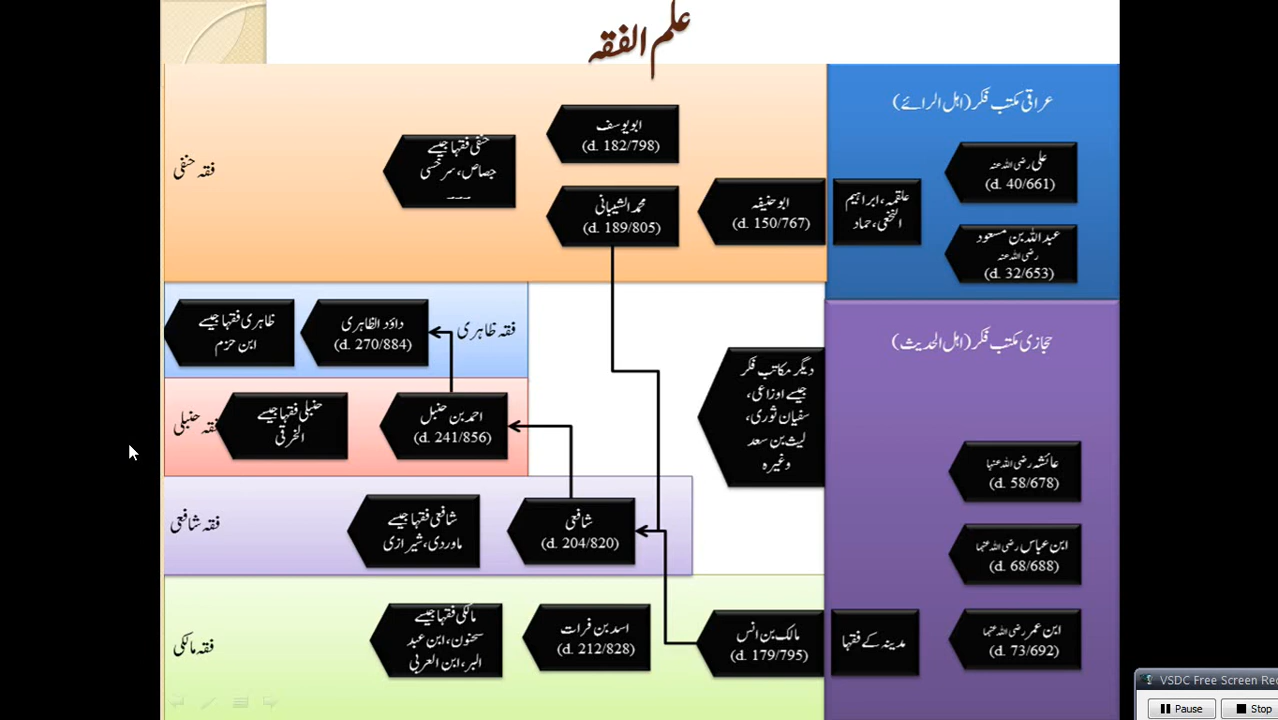 علم الفقہ
عراقی مکتب فکر (اہل الرائے)
علی رضی اللہ عنہ
(d. 40/661)
عبد اللہ بن مسعود
رضی اللہ عنہ
(d. 32/653)
علقمہ، ابراہیم
النخعی، حماد
ابو حنیفہ
(d. 150/767)
ابو یوسف
(d. 182/798)
محمد الشیبانی
(d. 189/805)
حنفی فقہا جیسے
جصاص، سرخسی
۔۔۔۔
فقہ حنفی
حجازی مکتب فکر (اہل الحدیث)
عائشہ رضی اللہ عنہا
(d. 58/678)
ابن عباس رضی اللہ عنہما
(d. 68/688)
ابن عمر رضی اللہ عنہما
(d. 73/692)
مدینہ کے فقہا
دیگر مکاتب فکر
جیسے اوزاعی،
سفیان ثوری،
لیث بن سعد
وغیرہ
فقہ ظاہری
داؤد الظاہری
(d. 270/884)
ظاہری فقہا جیسے
ابن حزم
احمد بن حنبل
(d. 241/856)
حنبلی فقہا جیسے
الخرقی
فقہ حنبلی
شافعی
(d. 204/820)
شافعی فقہا جیسے
ماوردی، شیرازی
فقہ شافعی
مالک بن انس
(d. 179/795)
اسد بن فرات
(d. 212/828)
مالکی فقہا جیسے
سحنون، ابن عبد
البر، ابن العربی
فقہ مالکی
VSDC Free Screen Rec
Pause
Stop